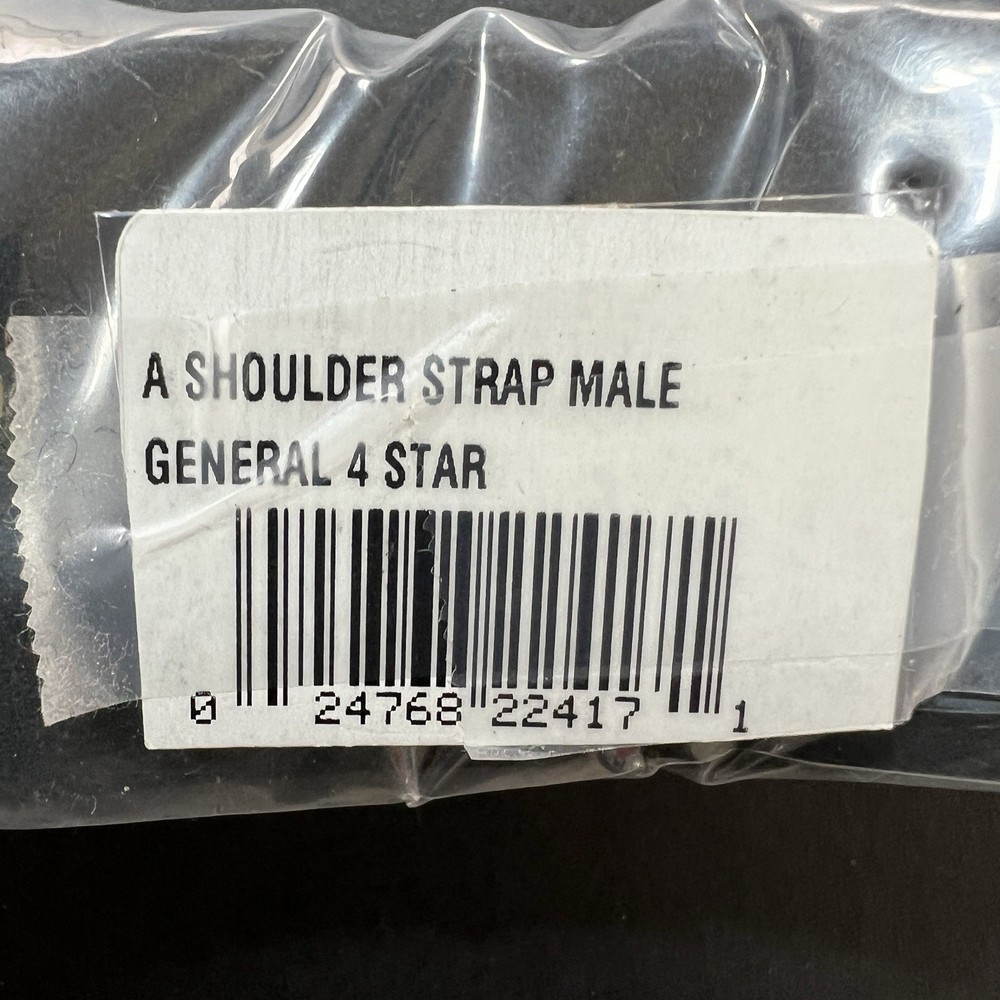 A SHOULDER STRAP MALE
GENERAL 4 STAR
0 24768 22417 1